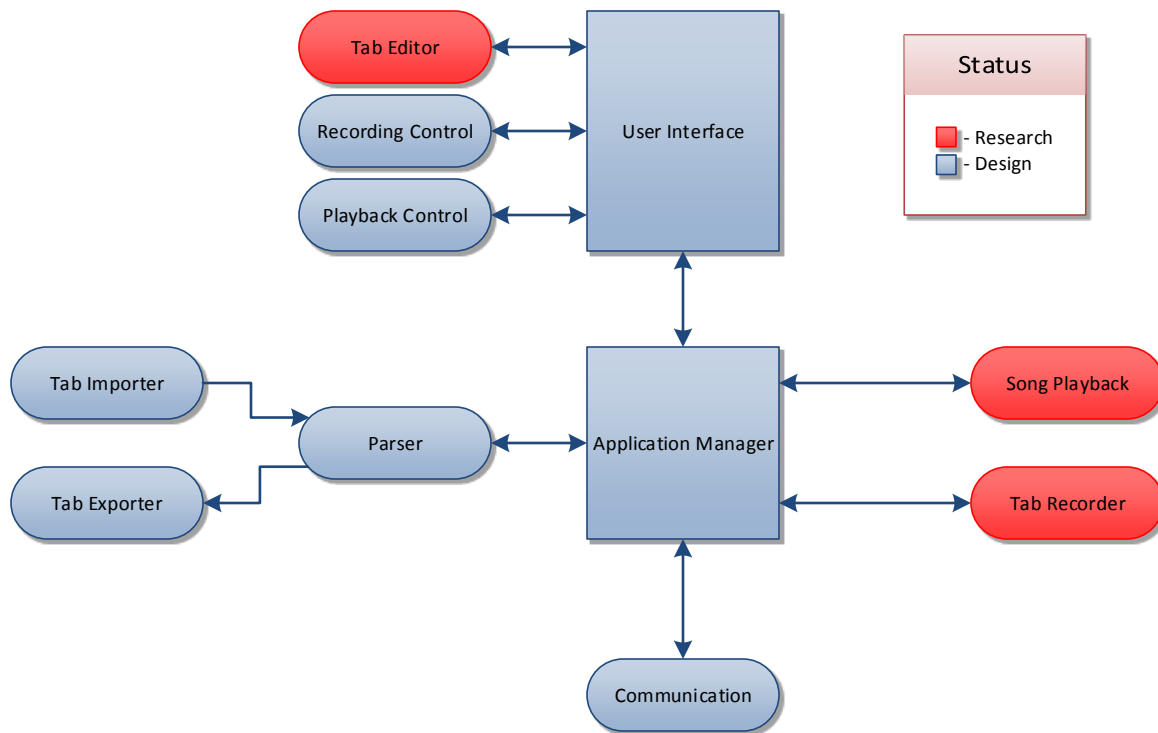 Tab Editor
Recording Control
Playback Control
User Interface
Status
- Research
- Design
Tab Importer
Tab Exporter
Parser
Application Manager
Song Playback
Tab Recorder
Communication